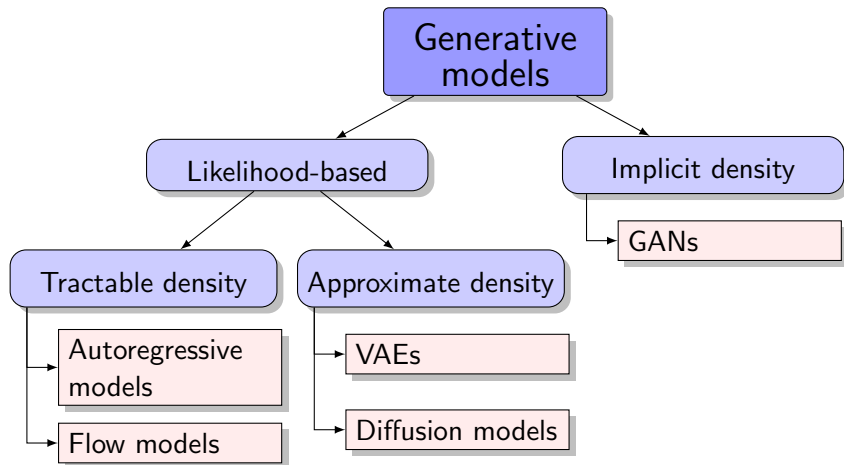 Generative
models
Likelihood-based
Implicit density
GANs
Tractable density
Approximate density
Autoregressive
models
VAEs
Flow models
Diffusion models